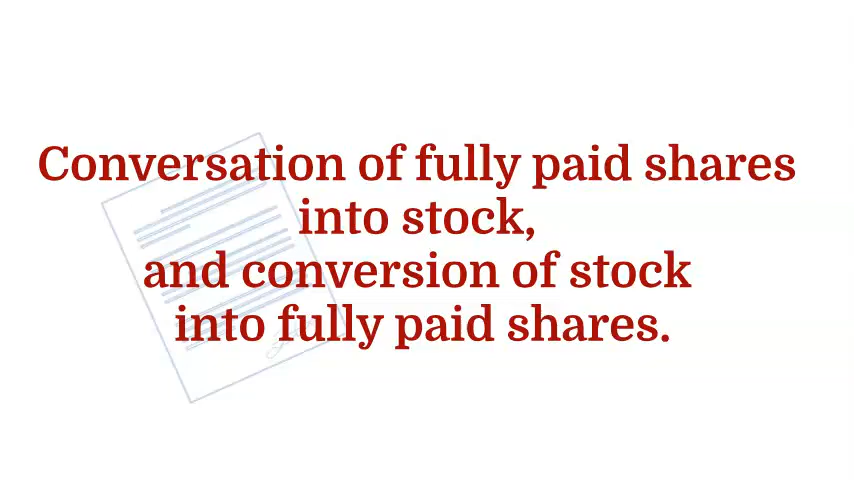 Conversation of fully paid shares
into stock,
and conversion of stock
into fully paid shares.